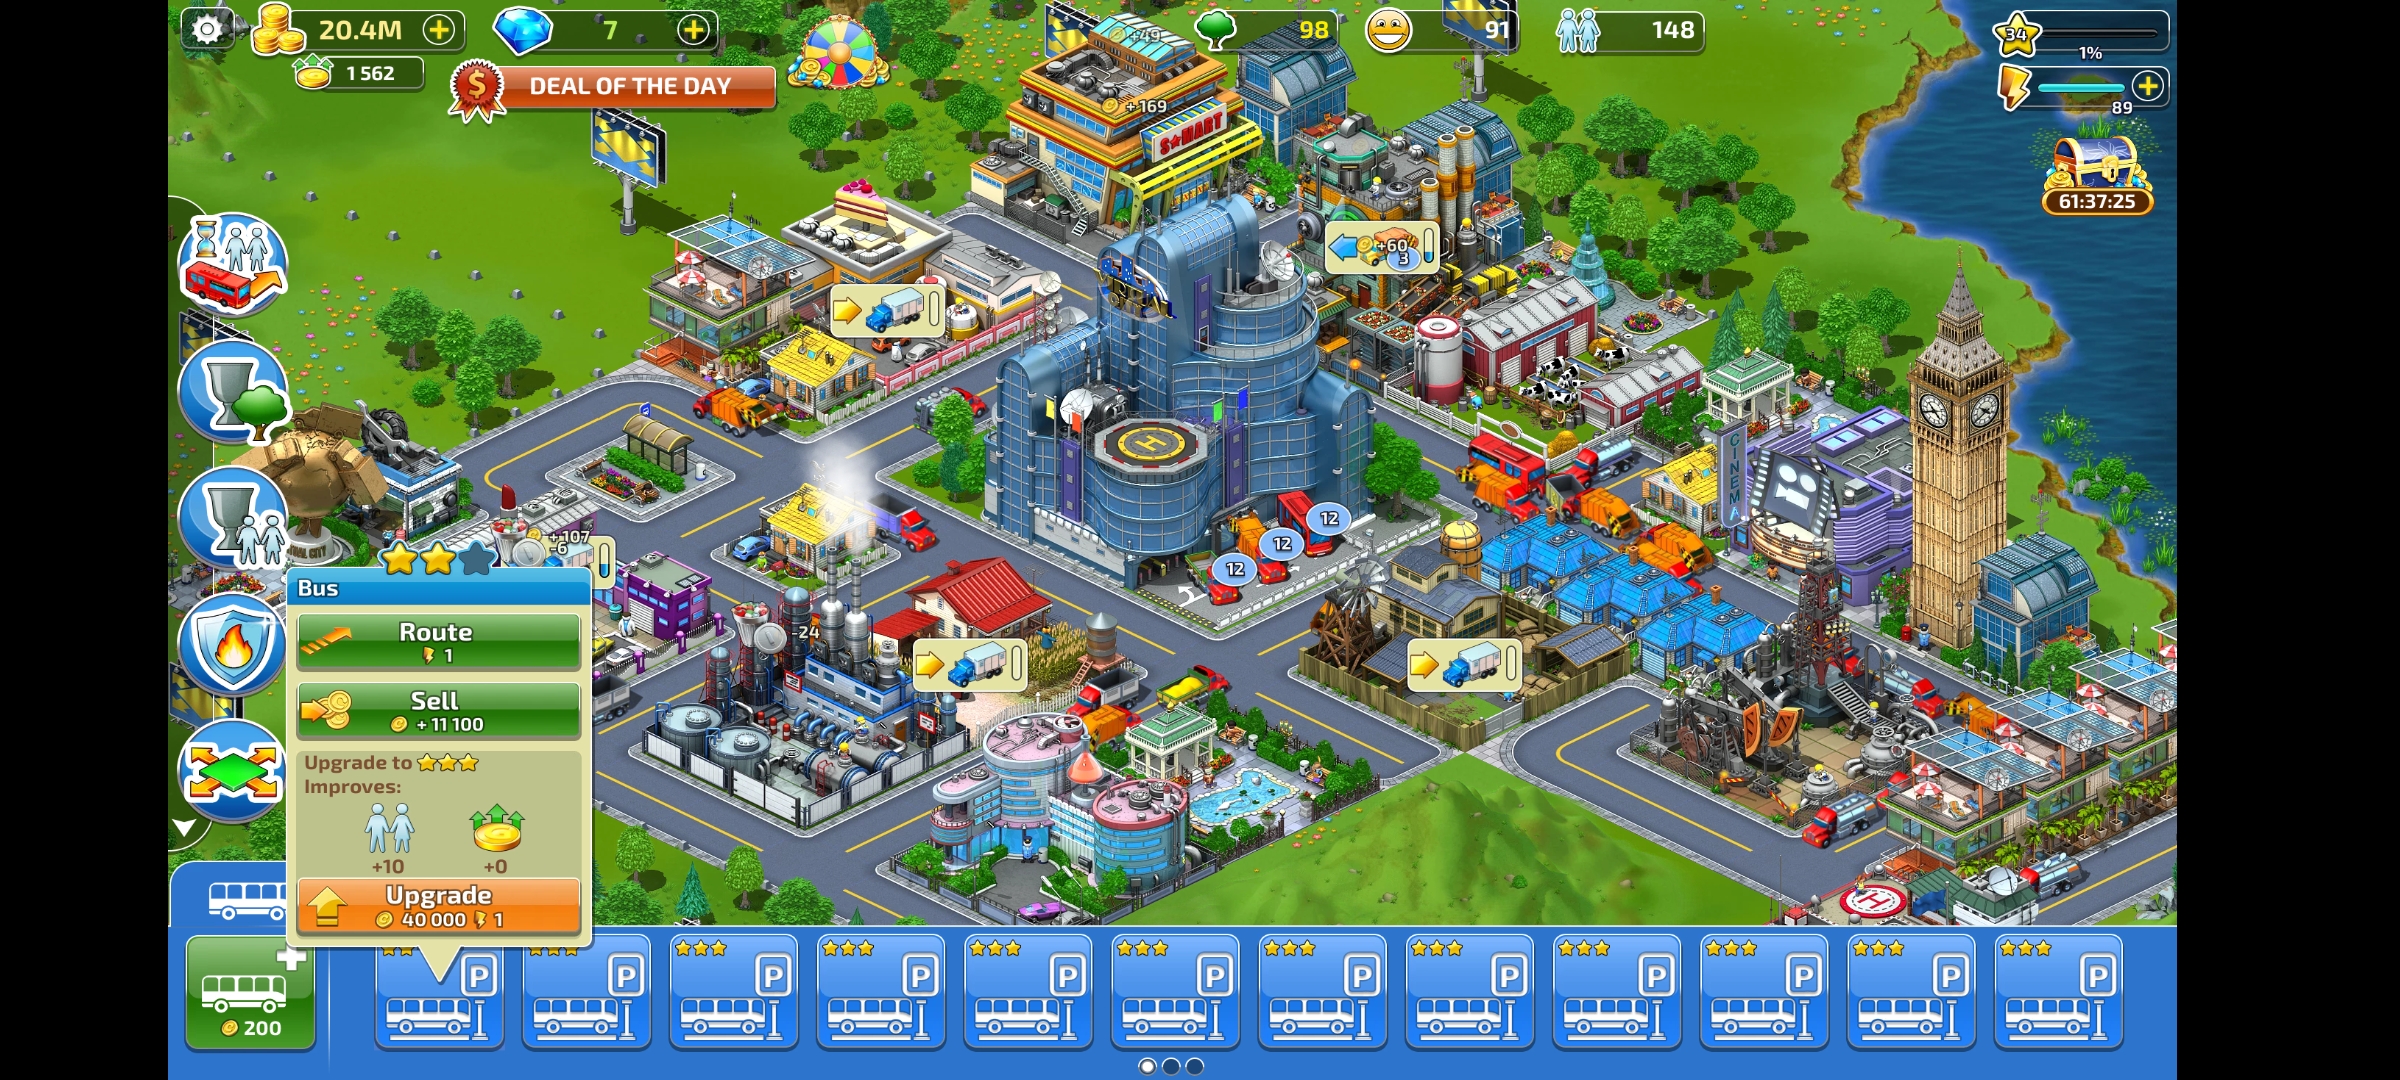 20.4M
7
98
91
148
34
1%
1 562
DEAL OF THE DAY
89
61:37:25
+49
+169
S★MART
+60
3
CINEMA
12
12
12
+107
-6
-24
H
H
Bus
Route
1
Sell
+ 11 100
Upgrade to
Improves:
+10
+0
Upgrade
40 000 1
200
P
P
P
P
P
P
P
P
P
P
P
P